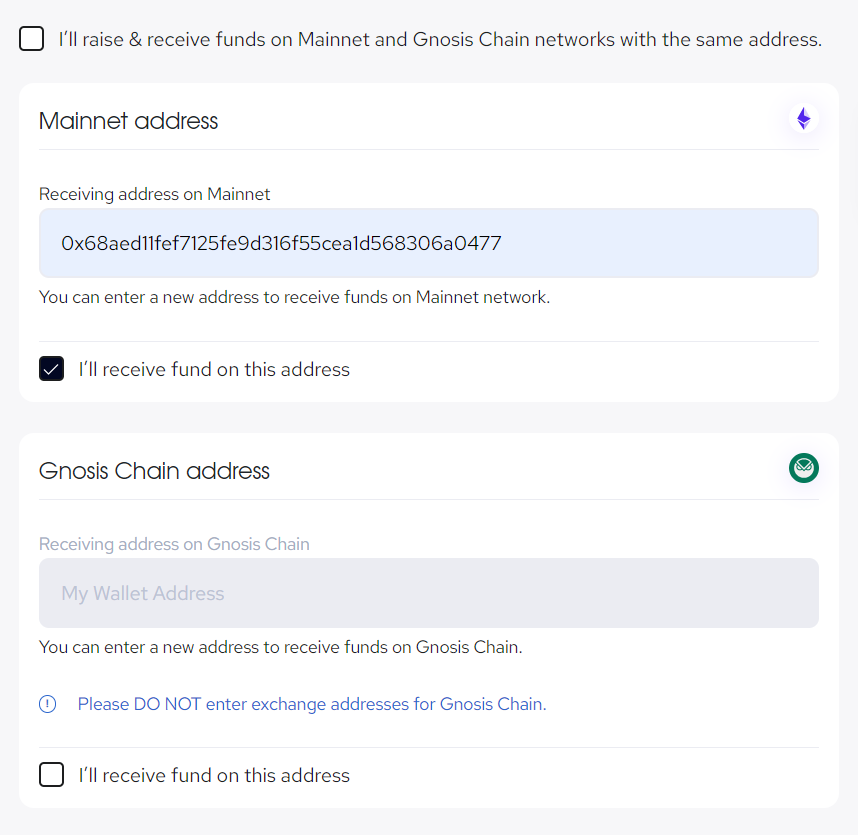 I'll raise & receive funds on Mainnet and Gnosis Chain networks with the same address.
Mainnet address
Receiving address on Mainnet
0x68aed11fef7125fe9d316f55cea1d568306a0477
You can enter a new address to receive funds on Mainnet network.
I'll receive fund on this address
Gnosis Chain address
Receiving address on Gnosis Chain
My Wallet Address
You can enter a new address to receive funds on Gnosis Chain.
Please DO NOT enter exchange addresses for Gnosis Chain.
I'll receive fund on this address